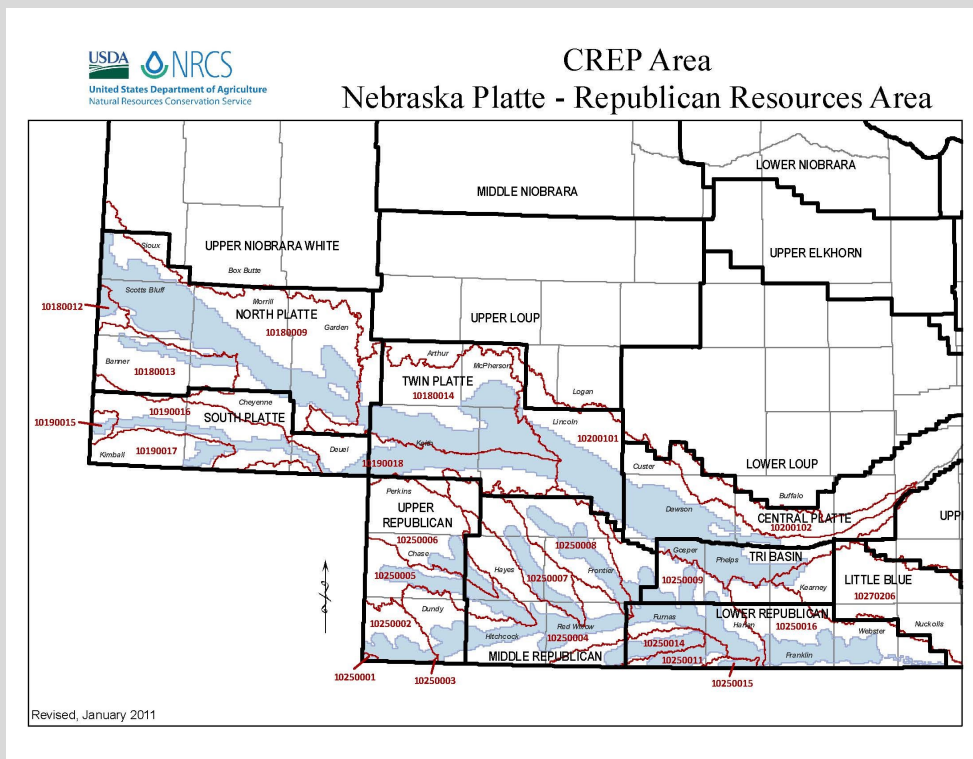 USDA
NRCS
United States Department of Agriculture
Natural Resources Conservation Service
CREP Area
Nebraska Platte - Republican Resources Area
LOWER NIOBRARA
MIDDLE NIOBRARA
UPPER NIOBRARA WHITE
UPPER ELKHORN
Sioux
Box Butte
Scotts Bluff
Morrill
10180012
NORTH PLATTE
UPPER LOUP
10180009
Garden
Banner
10180013
Arthur
McPherson
TWIN PLATTE
10180014
Logan
Cheyenne
10190016
SOUTH PLATTE
10190015
Lincoln
10200101
Keith
Deuel
Kimball
10190017
10190018
Custer
LOWER LOUP
Perkins
Buffalo
Dawson
UPPER
REPUBLICAN
CENTRAL PLATTE
UPP
10200102
10250006
10250008
Chase
Gosper
Phelps
TRI BASIN
Hayes
Frontier
10250005
10250007
10250009
Kearney
LITTLE BLUE
10270206
Dundy
10250002
Furnas
LOWER REPUBLICAN
Harlan
10250016
Nuckolls
Red Willow
Hitchcock
10250004
Webster
10250014
MIDDLE REPUBLICAN
10250011
Franklin
10250001
10250003
10250015
Revised, January 2011